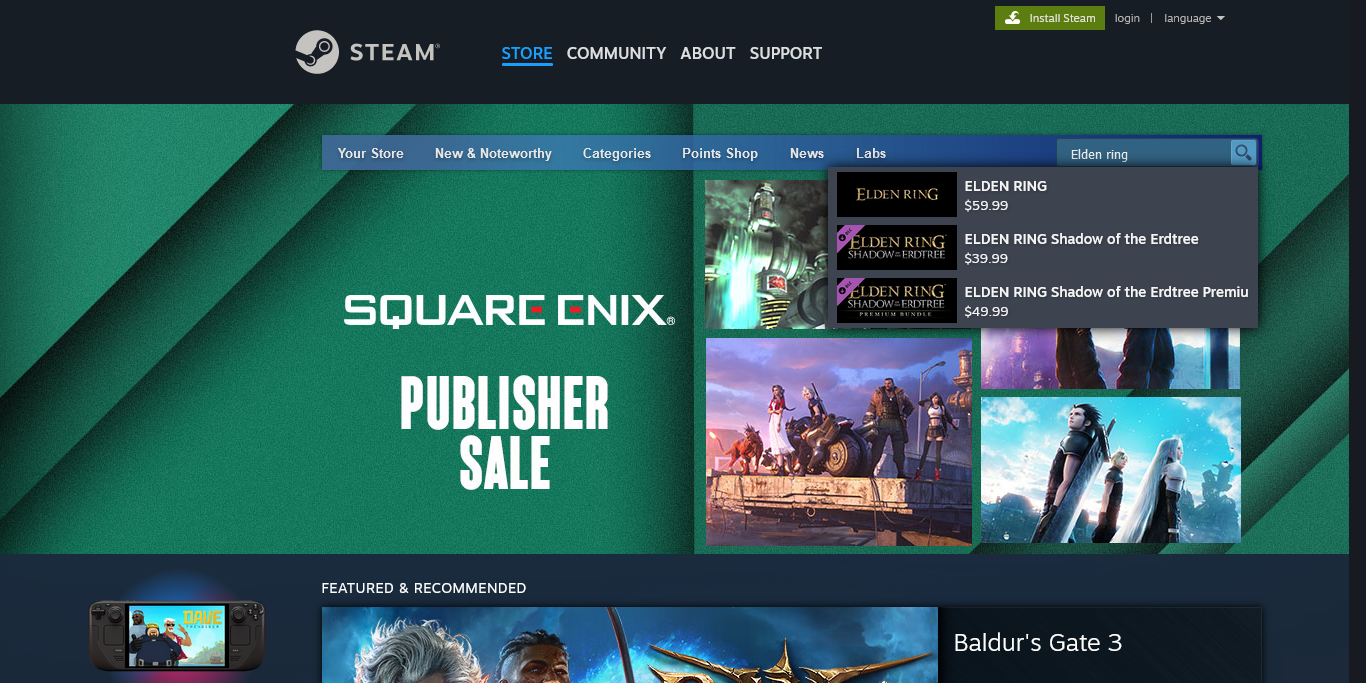 Install Steam
login
|
language
STEAM®
STORE
COMMUNITY
ABOUT
SUPPORT
Your Store
New & Noteworthy
Categories
Points Shop
News
Labs
Elden ring
ELDEN RING
ELDEN RING
$59.99
ELDEN RING
SHADOW OF THE ERDTREE
ELDEN RING Shadow of the Erdtree
$39.99
ELDEN RING
SHADOW OF THE ERDTREE
PREMIUM BUNDLE
ELDEN RING Shadow of the Erdtree Premiu
$49.99
SQUARE ENIX®
PUBLISHER
SALE
FEATURED & RECOMMENDED
DAVE
Baldur's Gate 3